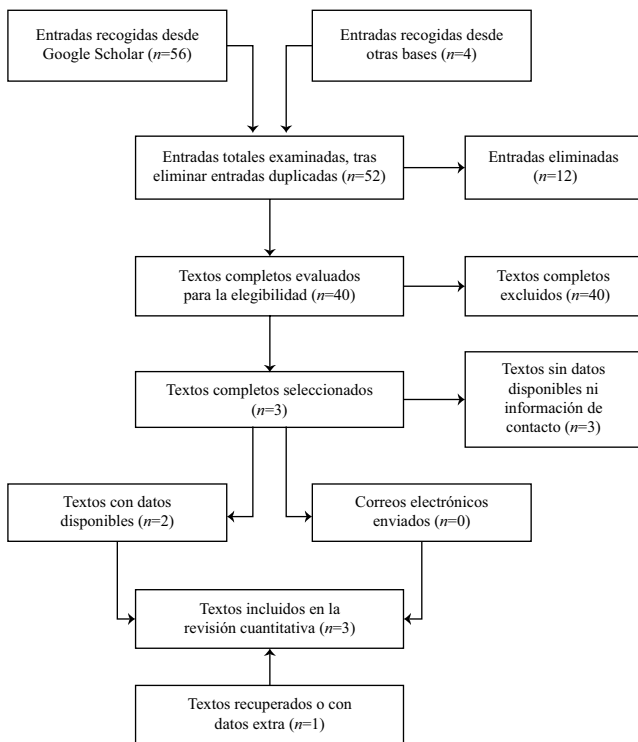 Entradas recogidas desde
Google Scholar (n=56)
Entradas recogidas desde
otras bases (n=4)
Entradas totales examinadas, tras
eliminar entradas duplicadas (n=52)
Entradas eliminadas
(n=12)
Textos completos evaluados
para la elegibilidad (n=40)
Textos completos
excluidos (n=40)
Textos completos seleccionados
(n=3)
Textos sin datos
disponibles ni
información de
contacto (n=3)
Textos con datos
disponibles (n=2)
Correos electrónicos
enviados (n=0)
Textos incluidos en la
revisión cuantitativa (n=3)
Textos recuperados o con
datos extra (n=1)